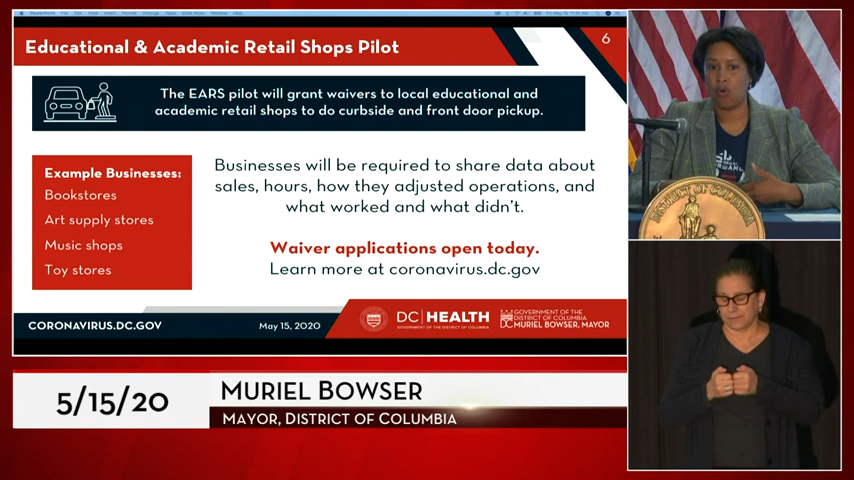 Educational & Academic Retail Shops Pilot
6
The EARS pilot will grant waivers to local educational and
academic retail shops to do curbside and front door pickup.
Example Businesses:
Bookstores
Art supply stores
Music shops
Toy stores
Businesses will be required to share data about
sales, hours, how they adjusted operations, and
what worked and what didn't.
Waiver applications open today.
Learn more at coronavirus.dc.gov
CORONAVIRUS.DC.GOV
May 15, 2020
DC HEALTH
GOVERNMENT OF THE DISTRICT OF COLUMBIA
GOVERNMENT OF THE
DISTRICT OF COLUMBIA
DC MURIEL BOWSER, MAYOR
DISTRICT OF COLUMBIA
5/15/20
MURIEL BOWSER
MAYOR, DISTRICT OF COLUMBIA